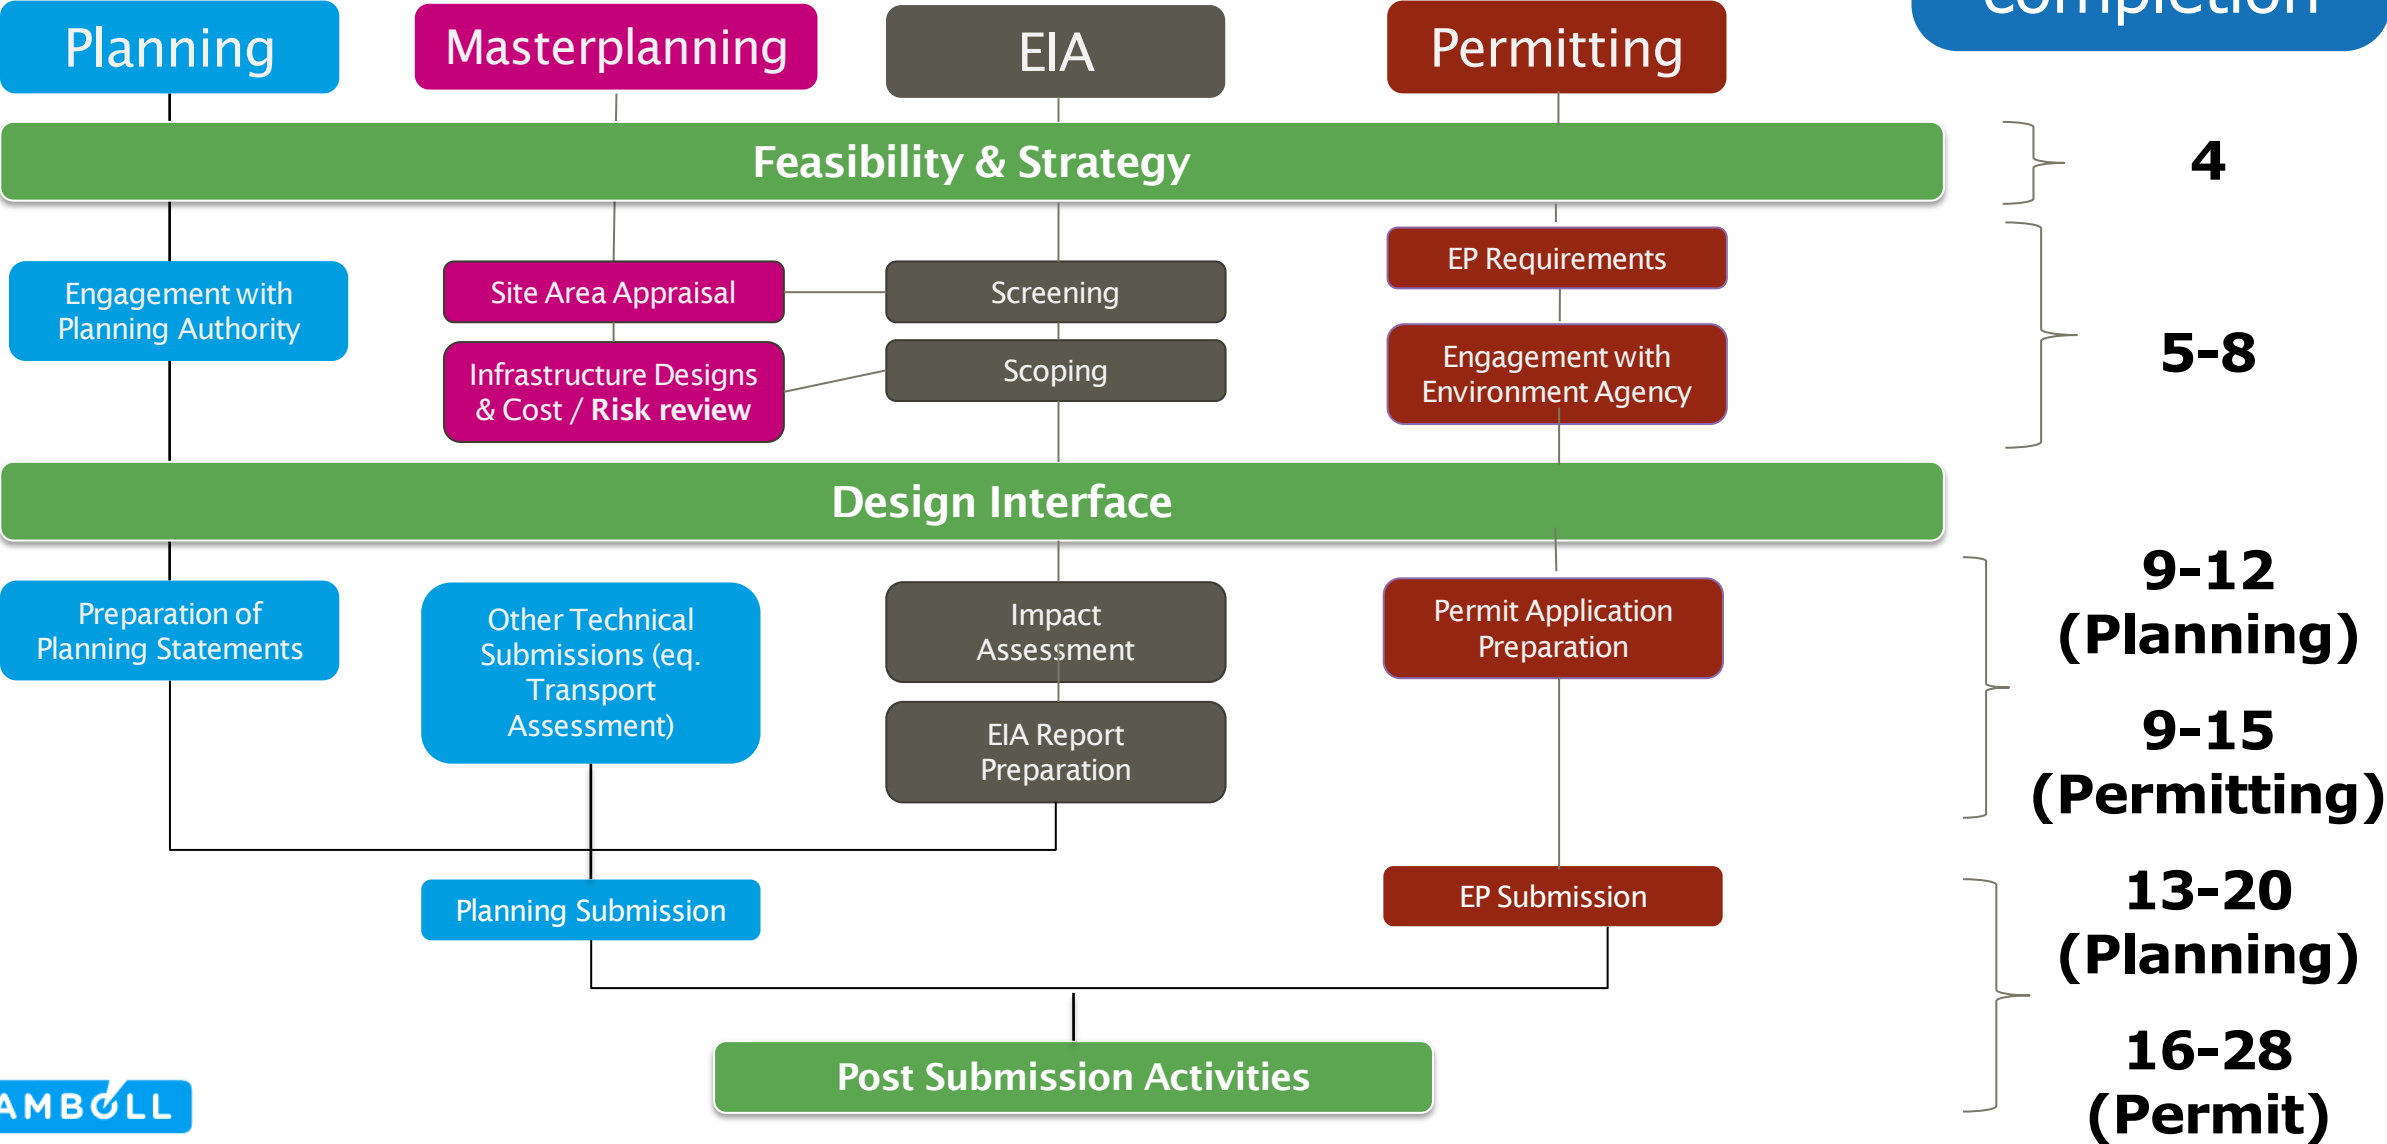 Planning
Masterplanning
EIA
Permitting
completion
Feasibility & Strategy
4
Engagement with
Planning Authority
Site Area Appraisal
Screening
EP Requirements
Infrastructure Designs
& Cost / Risk review
Scoping
Engagement with
Environment Agency
5-8
Design Interface
Preparation of
Planning Statements
Other Technical
Submissions (eq.
Transport
Assessment)
Impact
Assessment
EIA Report
Preparation
Permit Application
Preparation
9-12
(Planning)
9-15
(Permitting)
Planning Submission
EP Submission
13-20
(Planning)
16-28
(Permit)
Post Submission Activities
AMBOLL